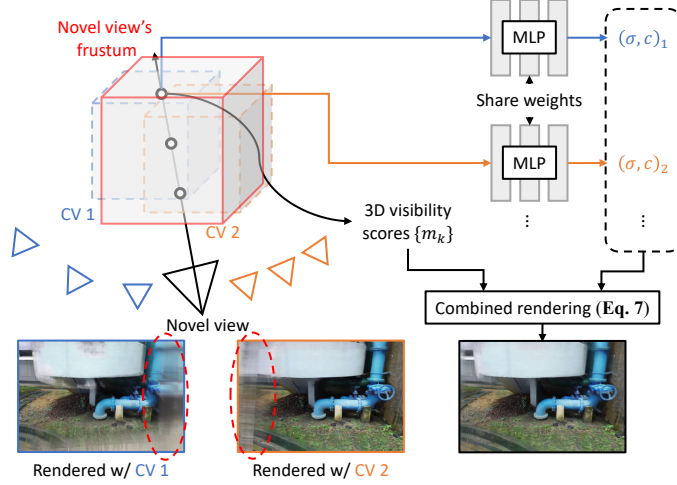 Novel view's
frustum
MLP
(σ, c)₁
Share weights
MLP
(σ, c)₂
CV 1
CV 2
3D visibility
scores {mₖ}
⋮
⋮
Novel view
Combined rendering (Eq. 7)
Rendered w/ CV 1
Rendered w/ CV 2